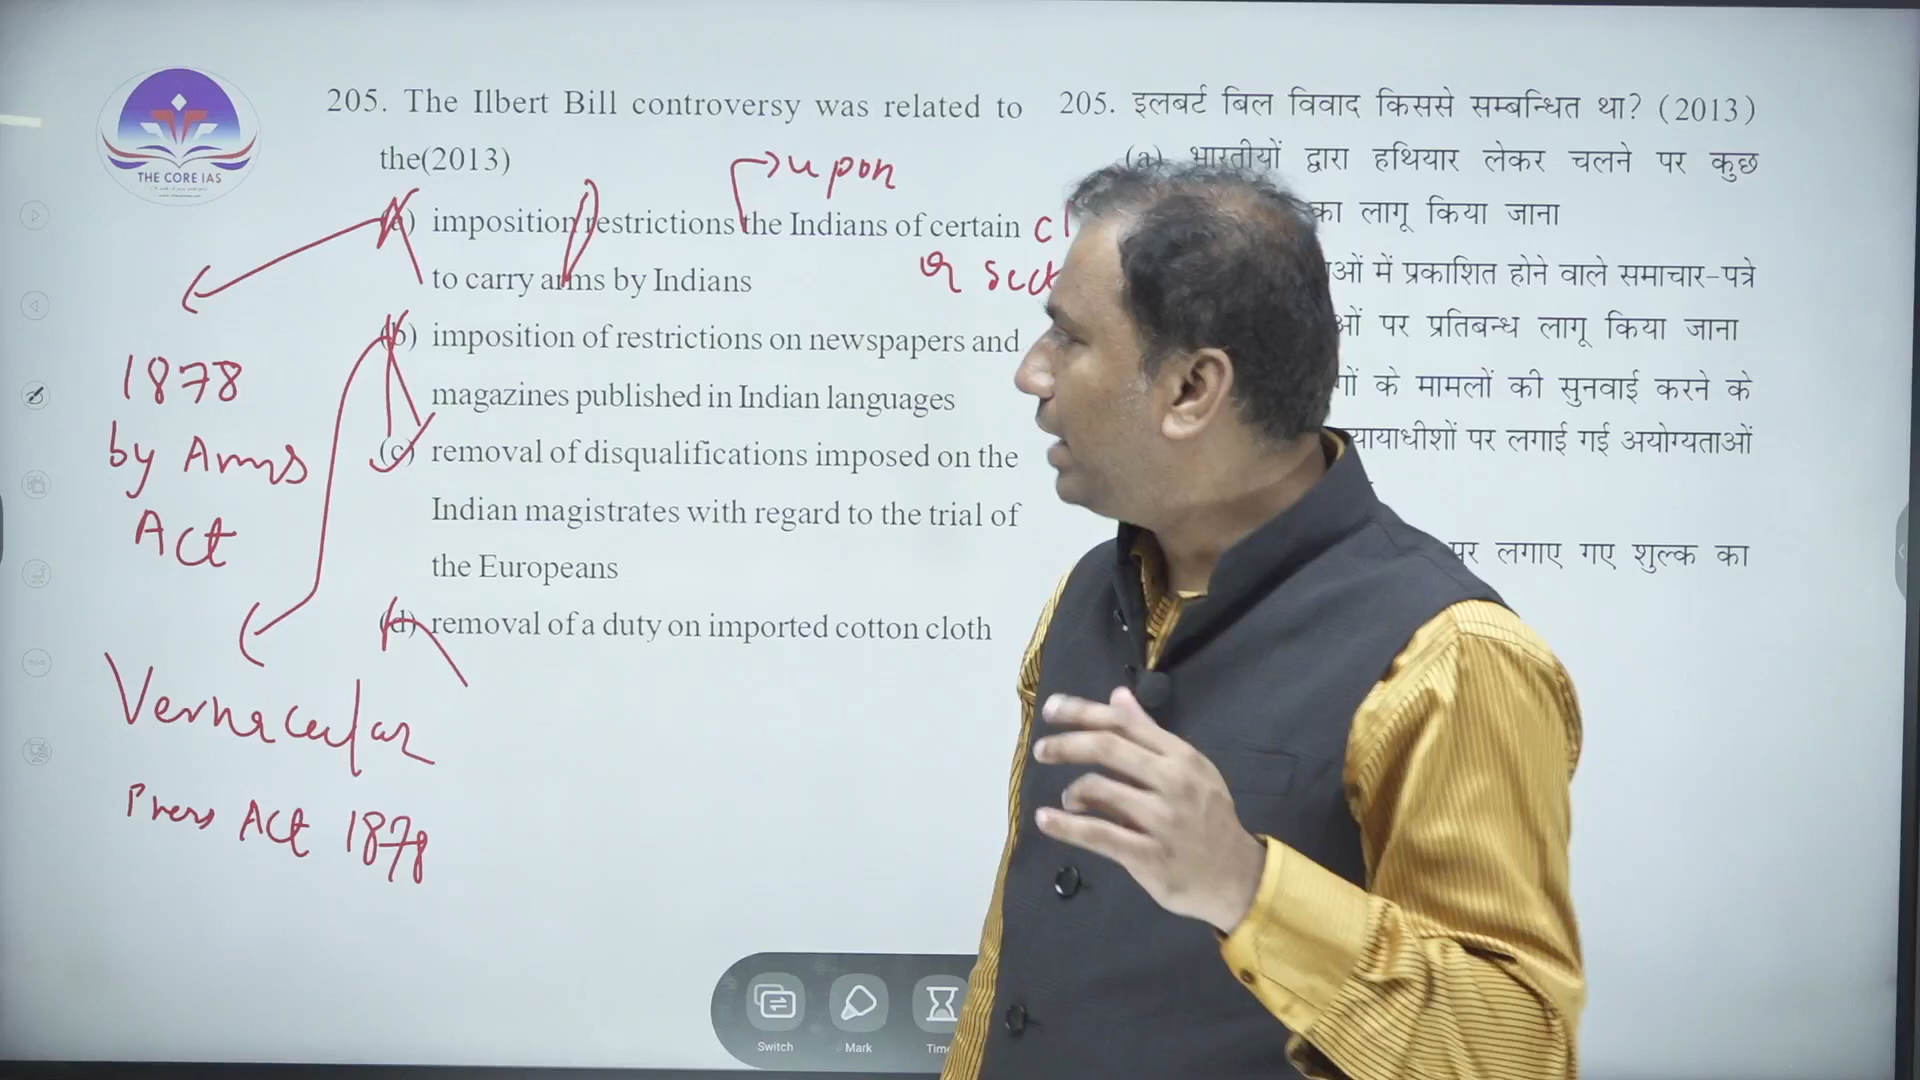 THE CORE IAS
205. The Ilbert Bill controversy was related to
the(2013)
upon
(a) imposition restrictions the Indians of certain
or sect
to carry arms by Indians
(b) imposition of restrictions on newspapers and
magazines published in Indian languages
(c) removal of disqualifications imposed on the
Indian magistrates with regard to the trial of
the Europeans
(d) removal of a duty on imported cotton cloth
1878
by Arms
Act
Vernacular
Press Act 1878
205. इलबर्ट बिल विवाद किससे सम्बन्धित था? (2013)
(a) भारतीयों द्वारा हथियार लेकर चलने पर कुछ
का लागू किया जाना
में प्रकाशित होने वाले समाचार-पत्रे
पर प्रतिबन्ध लागू किया जाना
के मामलों की सुनवाई करने के
पर लगाई गई अयोग्यताओं
पर लगाए गए शुल्क का
Switch
Mark